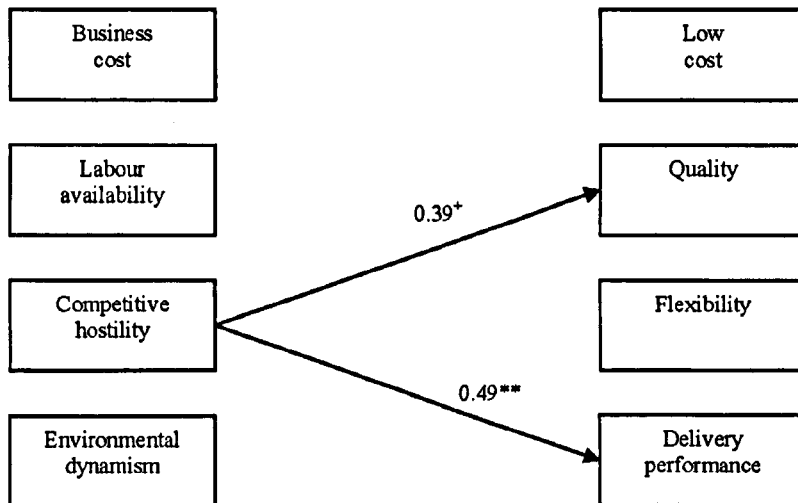 Business
cost
Low
cost
Labour
availability
Quality
0.39+
Competitive
hostility
Flexibility
0.49**
Environmental
dynamism
Delivery
performance